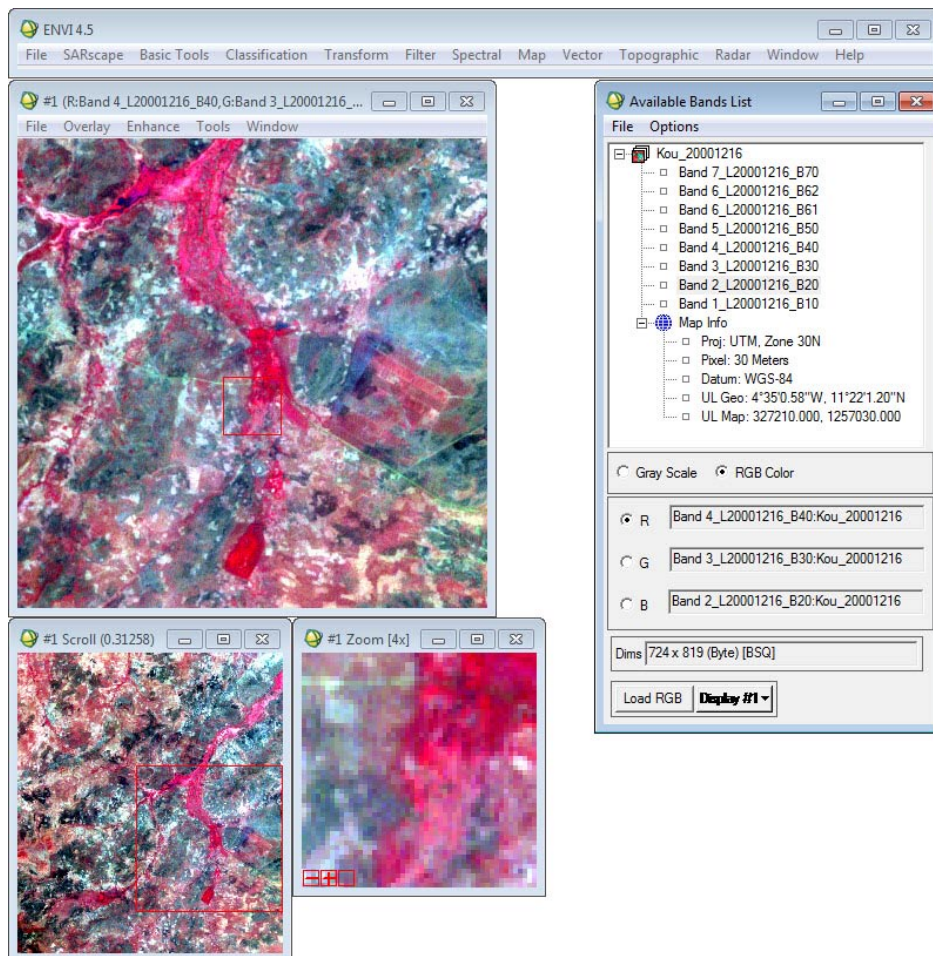 ENVI 4.5
File SARscape Basic Tools Classification Transform Filter Spectral Map Vector Topographic Radar Window Help
#1 (R:Band 4_L20001216_B40,G:Band 3_L20001216_...
File Overlay Enhance Tools Window
#1 Scroll (0.31258)
#1 Zoom [4x]
Available Bands List
File Options
Kou_20001216
Band 7_L20001216_B70
Band 6_L20001216_B62
Band 6_L20001216_B61
Band 5_L20001216_B50
Band 4_L20001216_B40
Band 3_L20001216_B30
Band 2_L20001216_B20
Band 1_L20001216_B10
Map Info
Proj: UTM, Zone 30N
Pixel: 30 Meters
Datum: WGS-84
UL Geo: 4°35'0.58"W, 11°22'1.20"N
UL Map: 327210.000, 1257030.000
Gray Scale RGB Color
R Band 4_L20001216_B40:Kou_20001216
G Band 3_L20001216_B30:Kou_20001216
B Band 2_L20001216_B20:Kou_20001216
Dims 724 x 819 (Byte) [BSQ]
Load RGB Display #1